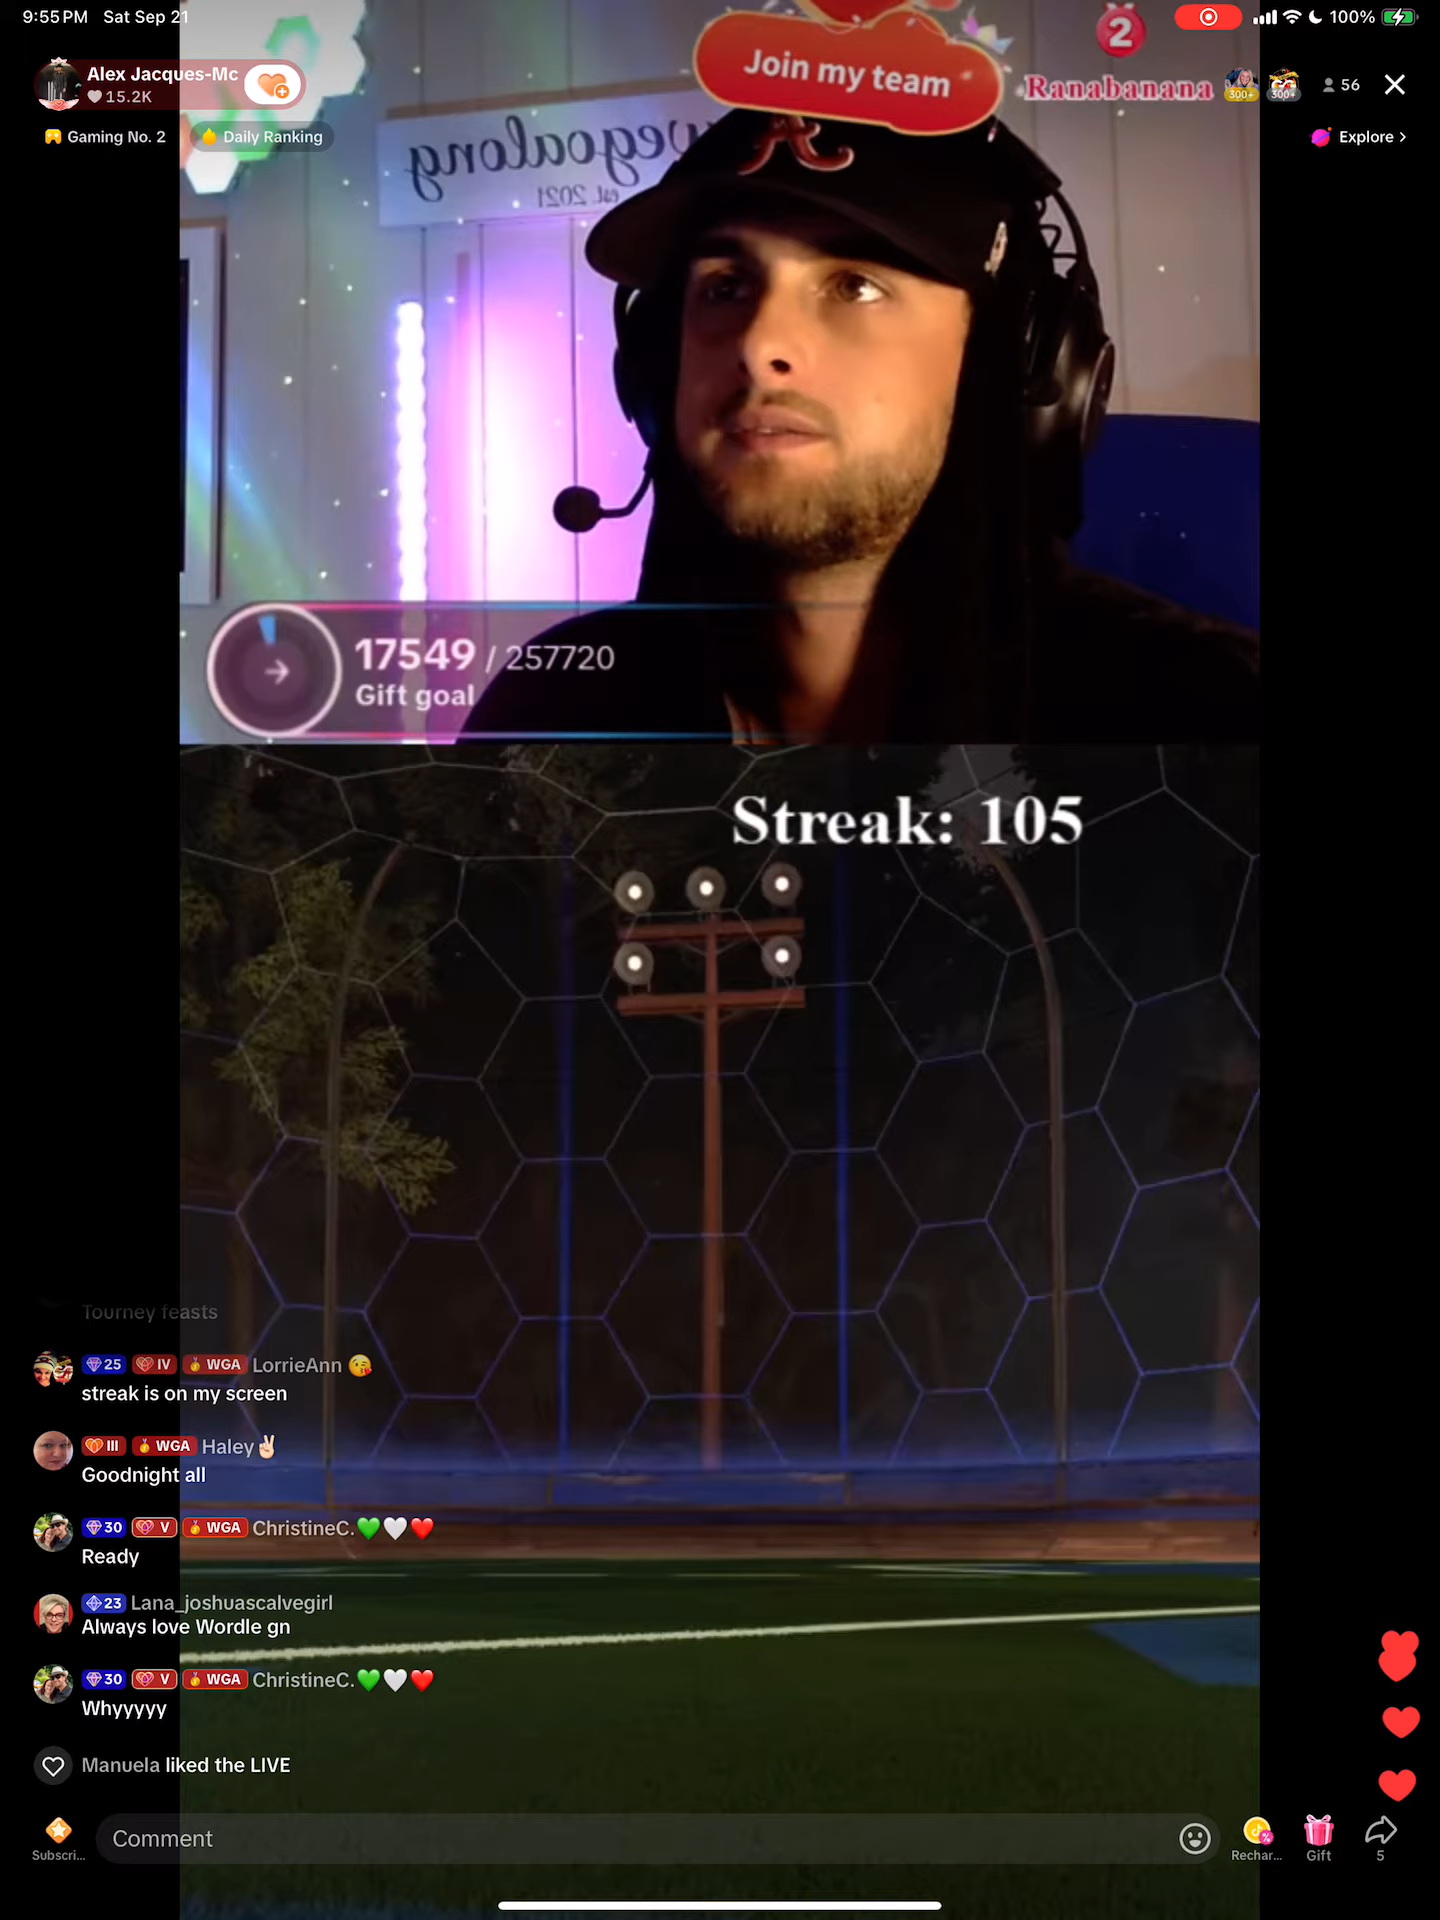 9:55 PM Sat Sep 21
100%
Join my team
2
Ranabanana
Alex Jacques-Mc
15.2K
300+
300+
56
Gaming No. 2
Daily Ranking
Explore >
wegoalong
est. 2021
17549 / 257720
Gift goal
Streak: 105
Tourney feasts
25 IV WGA LorrieAnn 😘
streak is on my screen
III WGA Haley✌🏻
Goodnight all
30 V WGA ChristineC.💚🤍❤️
Ready
23 Lana_joshuascalvegirl
Always love Wordle gn
30 V WGA ChristineC.💚🤍❤️
Whyyyyy
Manuela liked the LIVE
Comment
Subscri...
Rechar...
Gift
5